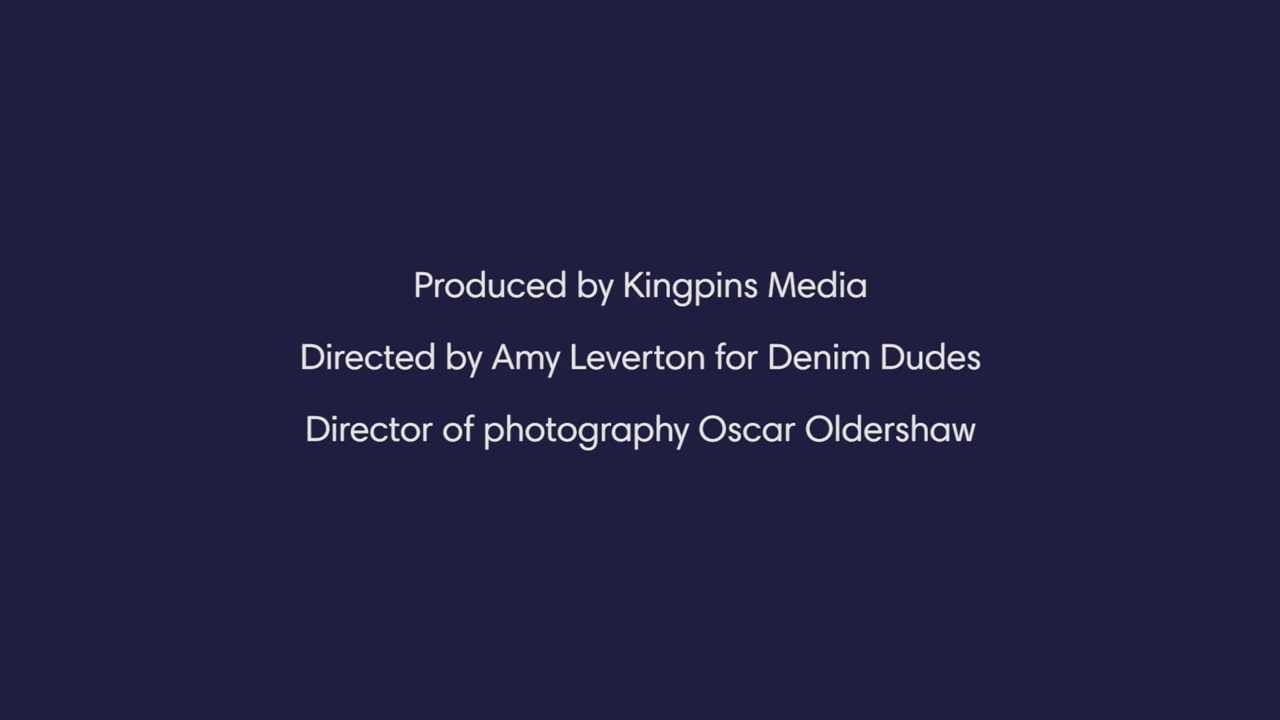 Produced by Kingpins Media
Directed by Amy Leverton for Denim Dudes
Director of photography Oscar Oldershaw